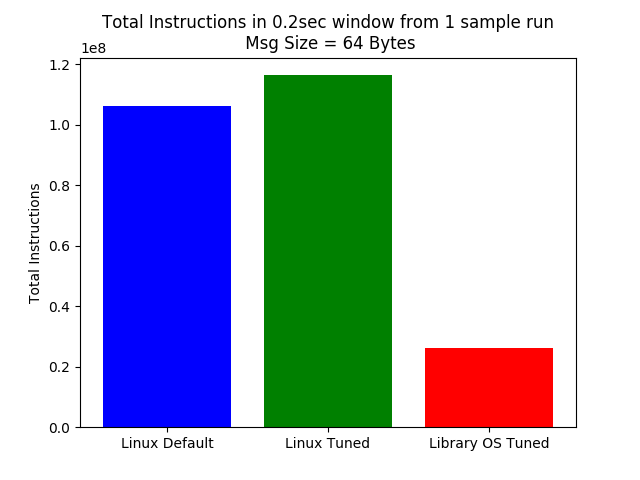 Total Instructions in 0.2sec window from 1 sample run
Msg Size = 64 Bytes
1e8
1.2
1.0
0.8
0.6
0.4
0.2
0.0
Total Instructions
Linux Default
Linux Tuned
Library OS Tuned